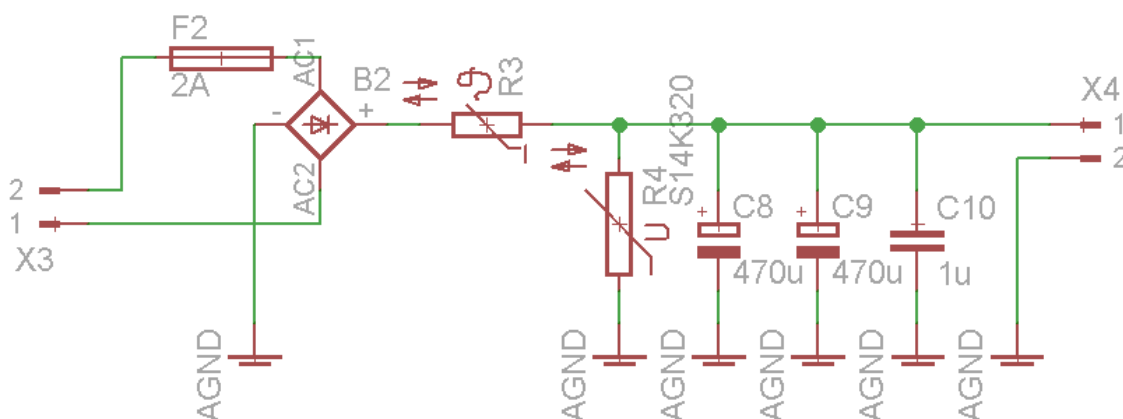 F2
2A
AC1
B2
-
+
AC2
2
1
X3
ϑ
R3
R4
S14K320
U
+
C8
470u
+
C9
470u
C10
1u
X4
1
2
AGND
AGND
AGND
AGND
AGND
AGND